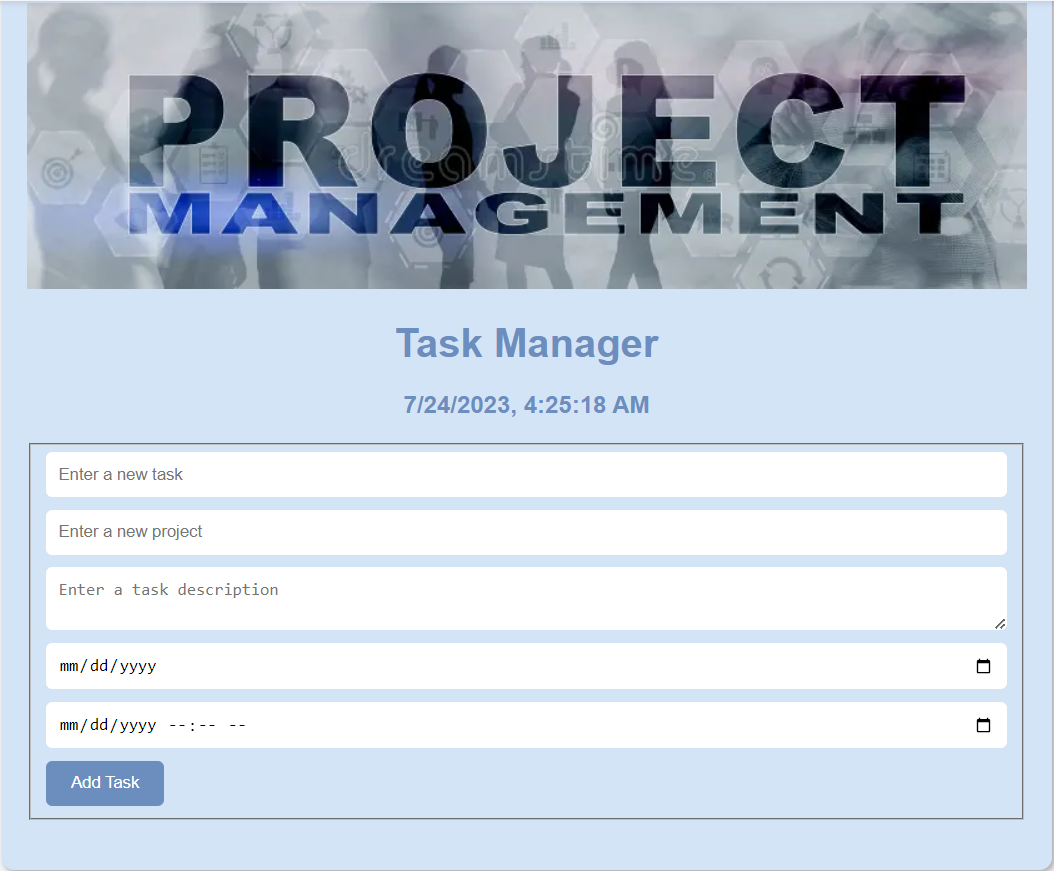 PROJECT
dreamstime
MANAGEMENT
Task Manager
7/24/2023, 4:25:18 AM
Enter a new task
Enter a new project
Enter a task description
mm/dd/yyyy
mm/dd/yyyy --:-- --
Add Task